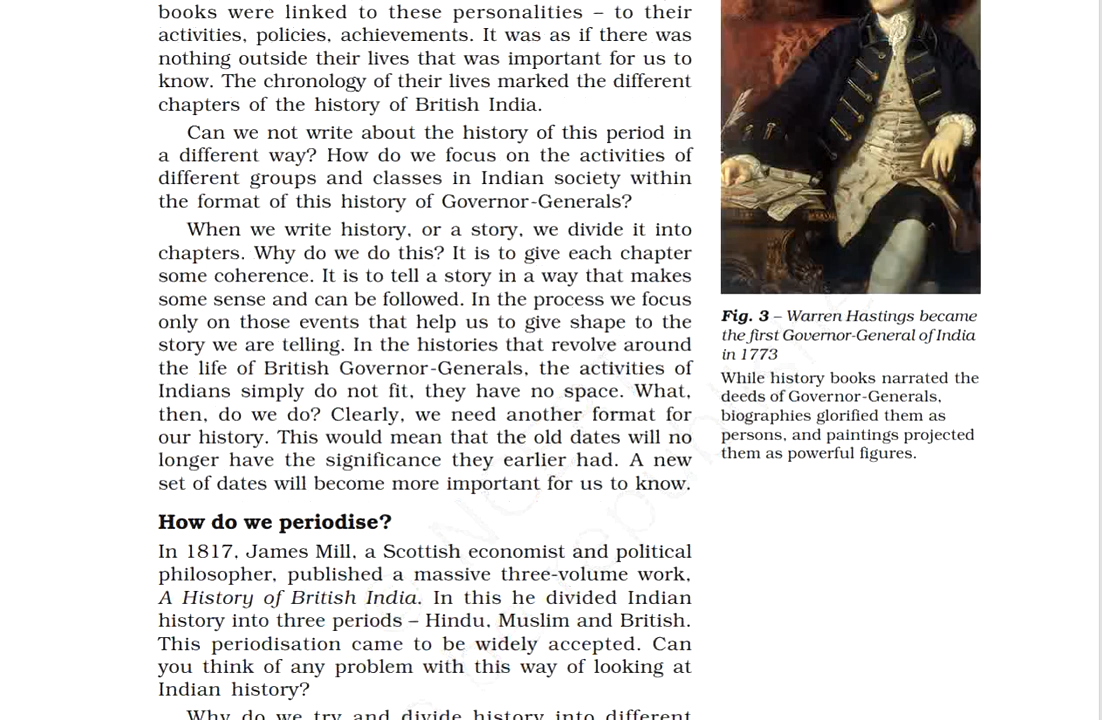 books were linked to these personalities – to their
activities, policies, achievements. It was as if there was
nothing outside their lives that was important for us to
know. The chronology of their lives marked the different
chapters of the history of British India.
Can we not write about the history of this period in
a different way? How do we focus on the activities of
different groups and classes in Indian society within
the format of this history of Governor-Generals?
When we write history, or a story, we divide it into
chapters. Why do we do this? It is to give each chapter
some coherence. It is to tell a story in a way that makes
some sense and can be followed. In the process we focus
only on those events that help us to give shape to the
story we are telling. In the histories that revolve around
the life of British Governor-Generals, the activities of
Indians simply do not fit, they have no space. What,
then, do we do? Clearly, we need another format for
our history. This would mean that the old dates will no
longer have the significance they earlier had. A new
set of dates will become more important for us to know.
How do we periodise?
In 1817, James Mill, a Scottish economist and political
philosopher, published a massive three-volume work,
A History of British India. In this he divided Indian
history into three periods – Hindu, Muslim and British.
This periodisation came to be widely accepted. Can
you think of any problem with this way of looking at
Indian history?
Why do we try and divide history into different
Fig. 3 – Warren Hastings became
the first Governor-General of India
in 1773
While history books narrated the
deeds of Governor-Generals,
biographies glorified them as
persons, and paintings projected
them as powerful figures.